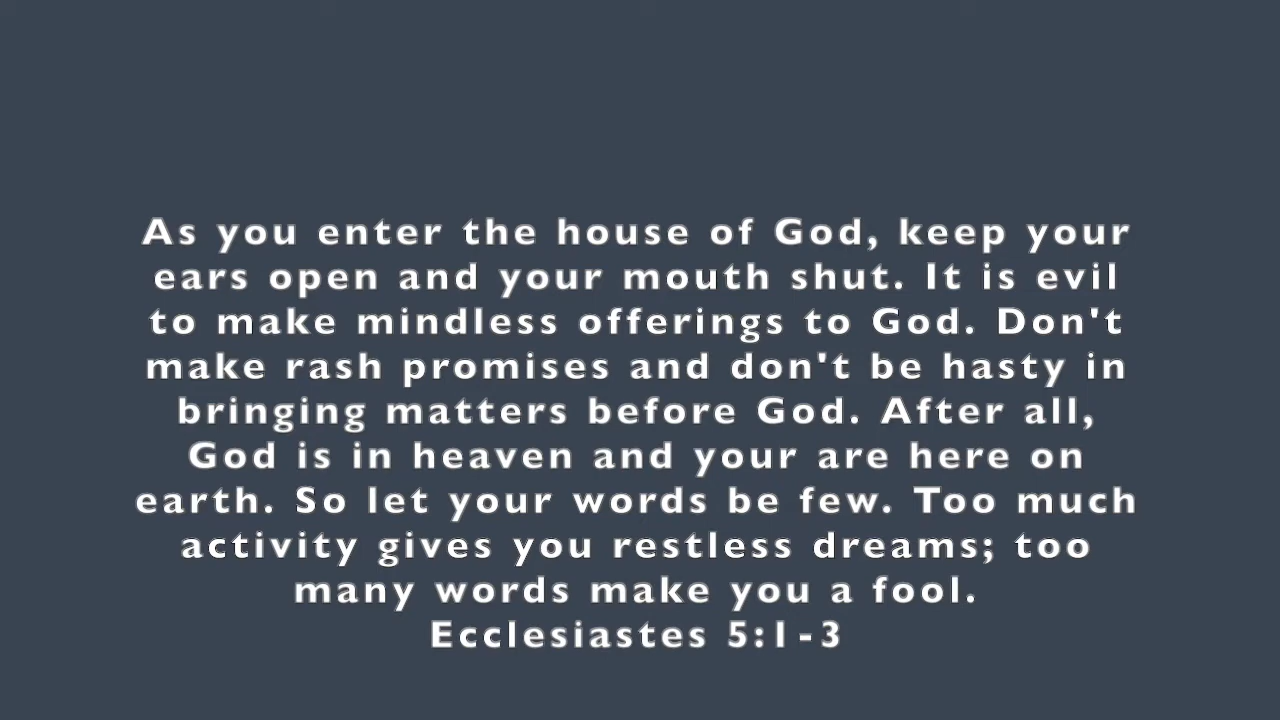 As you enter the house of God, keep your
ears open and your mouth shut. It is evil
to make mindless offerings to God. Don't
make rash promises and don't be hasty in
bringing matters before God. After all,
God is in heaven and your are here on
earth. So let your words be few. Too much
activity gives you restless dreams; too
many words make you a fool.
Ecclesiastes 5:1-3